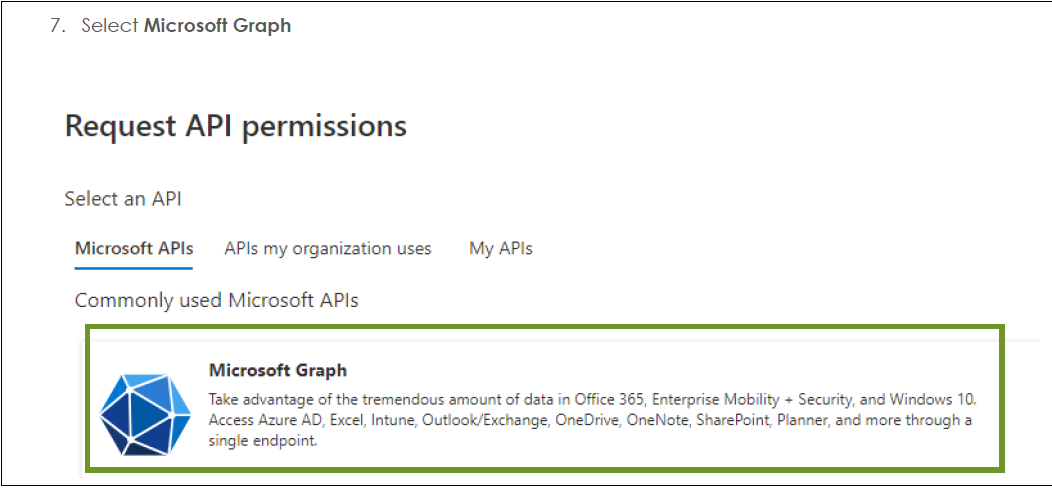 7. Select Microsoft Graph
Request API permissions
Select an API
Microsoft APIs APIs my organization uses My APIs
Commonly used Microsoft APIs
Microsoft Graph
Take advantage of the tremendous amount of data in Office 365, Enterprise Mobility + Security, and Windows 10.
Access Azure AD, Excel, Intune, Outlook/Exchange, OneDrive, OneNote, SharePoint, Planner, and more through a
single endpoint.